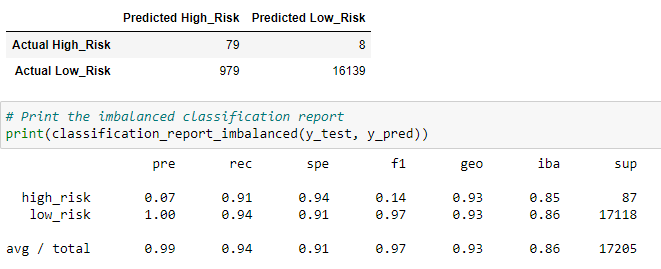 Predicted High_Risk Predicted Low_Risk
Actual High_Risk 79 8
Actual Low_Risk 979 16139
# Print the imbalanced classification report
print(classification_report_imbalanced(y_test, y_pred))
pre rec spe f1 geo iba sup
high_risk 0.07 0.91 0.94 0.14 0.93 0.85 87
low_risk 1.00 0.94 0.91 0.97 0.93 0.86 17118
avg / total 0.99 0.94 0.91 0.97 0.93 0.86 17205